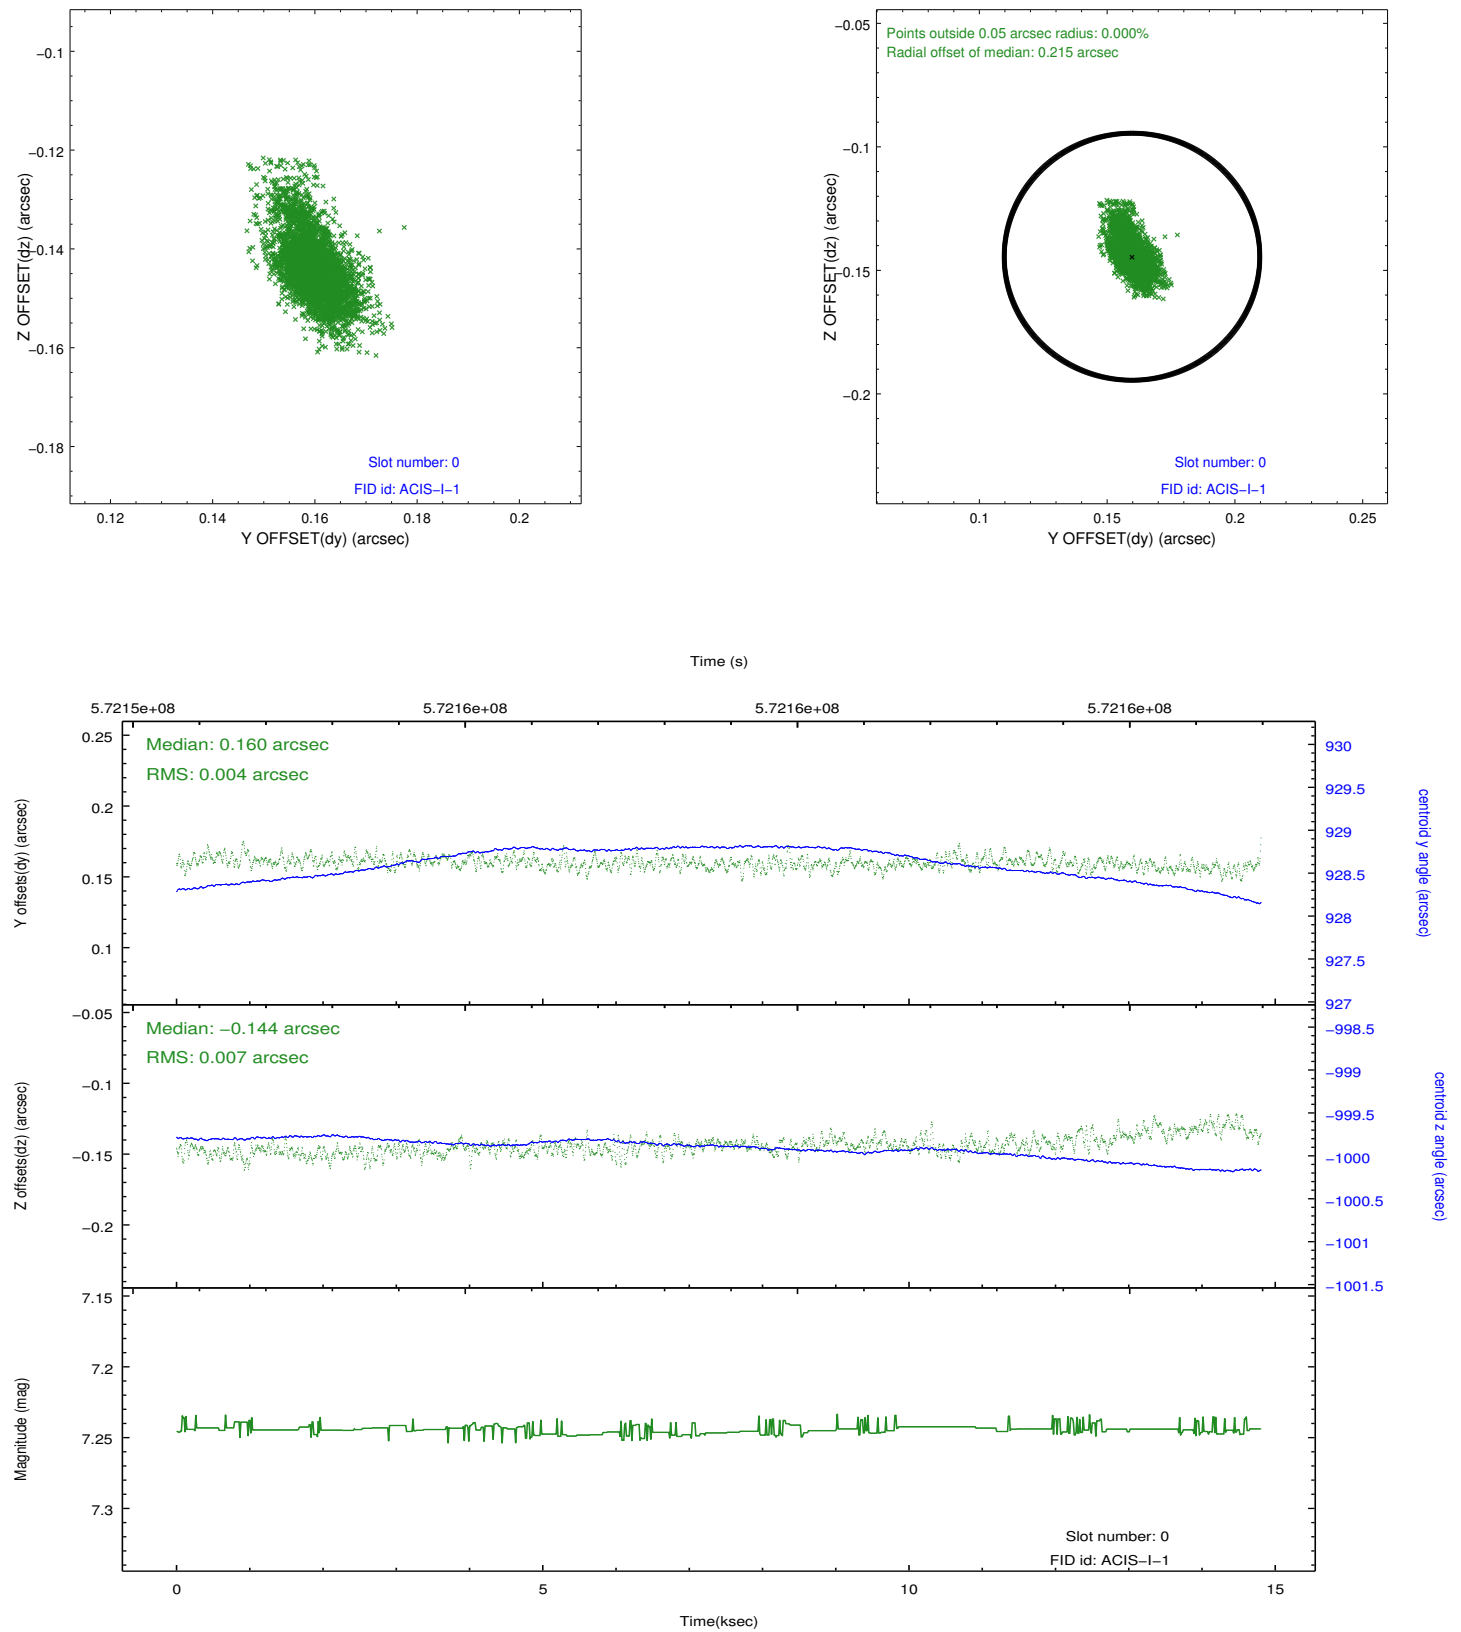 −0.1
−0.12
−0.14
−0.16
−0.18
Z OFFSET(dz) (arcsec)
Slot number: 0
FID id: ACIS−I−1
0.12 0.14 0.16 0.18 0.2
Y OFFSET(dy) (arcsec)
Points outside 0.05 arcsec radius: 0.000%
Radial offset of median: 0.215 arcsec
−0.05
−0.1
−0.15
−0.2
Z OFFSET(dz) (arcsec)
Slot number: 0
FID id: ACIS−I−1
0.1 0.15 0.2 0.25
Y OFFSET(dy) (arcsec)
Time (s)
5.7215e+08 5.7216e+08 5.7216e+08 5.7216e+08
Median: 0.160 arcsec
RMS: 0.004 arcsec
0.25
0.2
0.15
0.1
Y offsets(dy) (arcsec)
930
929.5
929
928.5
928
927.5
927
centroid y angle (arcsec)
Median: −0.144 arcsec
RMS: 0.007 arcsec
−0.05
−0.1
−0.15
−0.2
Z offsets(dz) (arcsec)
−998.5
−999
−999.5
−1000
−1000.5
−1001
−1001.5
centroid z angle (arcsec)
7.15
7.2
7.25
7.3
Magnitude (mag)
Slot number: 0
FID id: ACIS−I−1
0 5 10 15
Time(ksec)